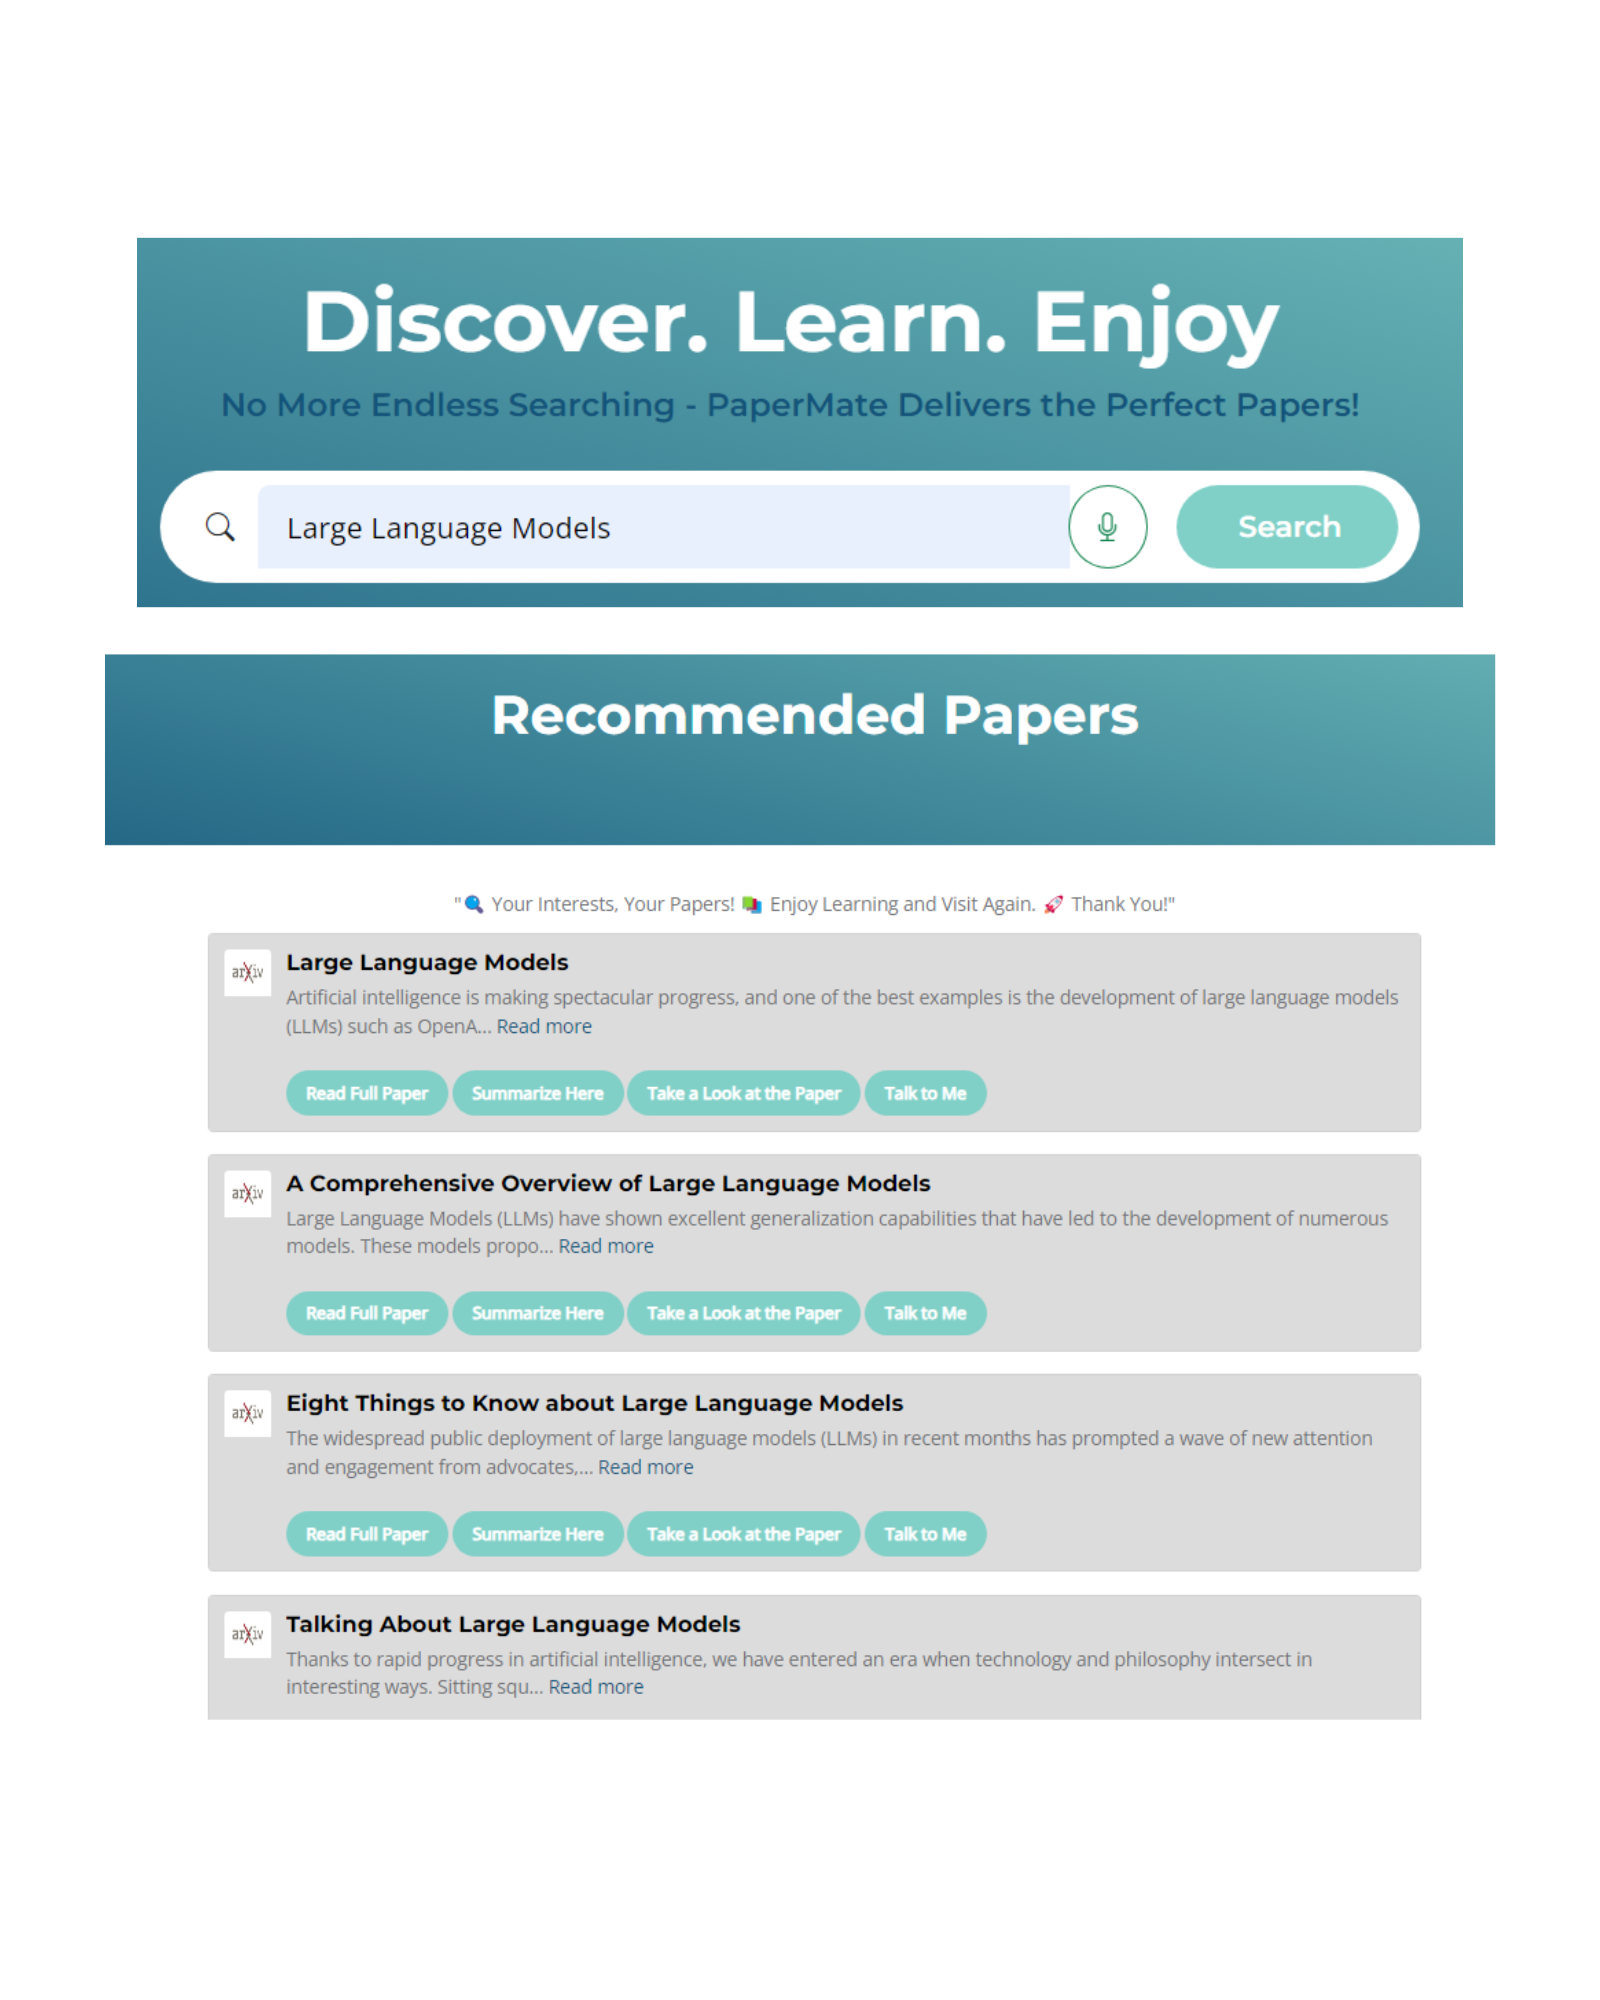 Discover. Learn. Enjoy
No More Endless Searching - PaperMate Delivers the Perfect Papers!
Large Language Models
Search
Recommended Papers
"🔍 Your Interests, Your Papers! 📚 Enjoy Learning and Visit Again. 🚀 Thank You!"
arXiv
Large Language Models
Artificial intelligence is making spectacular progress, and one of the best examples is the development of large language models
(LLMs) such as OpenA... Read more
Read Full Paper Summarize Here Take a Look at the Paper Talk to Me
arXiv
A Comprehensive Overview of Large Language Models
Large Language Models (LLMs) have shown excellent generalization capabilities that have led to the development of numerous
models. These models propo... Read more
Read Full Paper Summarize Here Take a Look at the Paper Talk to Me
arXiv
Eight Things to Know about Large Language Models
The widespread public deployment of large language models (LLMs) in recent months has prompted a wave of new attention
and engagement from advocates,... Read more
Read Full Paper Summarize Here Take a Look at the Paper Talk to Me
arXiv
Talking About Large Language Models
Thanks to rapid progress in artificial intelligence, we have entered an era when technology and philosophy intersect in
interesting ways. Sitting squ... Read more